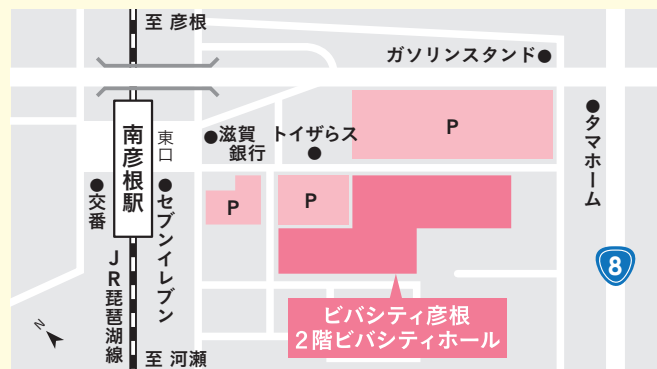 至 彦根
ガソリンスタンド
P
タマホーム
トイザらス
滋賀
銀行
東口
南彦根駅
交番
セブンイレブン
P
P
8
JR琵琶湖線
N
ビバシティ彦根
2階ビバシティホール
至 河瀬